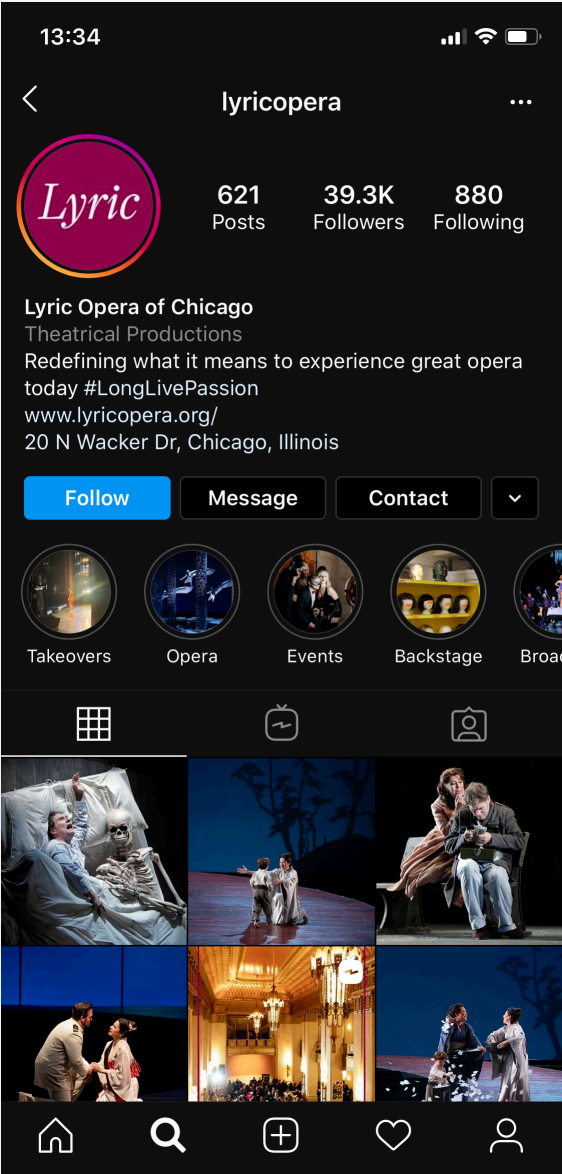 13:34
lyricopera
Lyric
621 39.3K 880
Posts Followers Following
Lyric Opera of Chicago
Theatrical Productions
Redefining what it means to experience great opera
today #LongLivePassion
www.lyricopera.org/
20 N Wacker Dr, Chicago, Illinois
Follow Message Contact
Takeovers Opera Events Backstage Broad